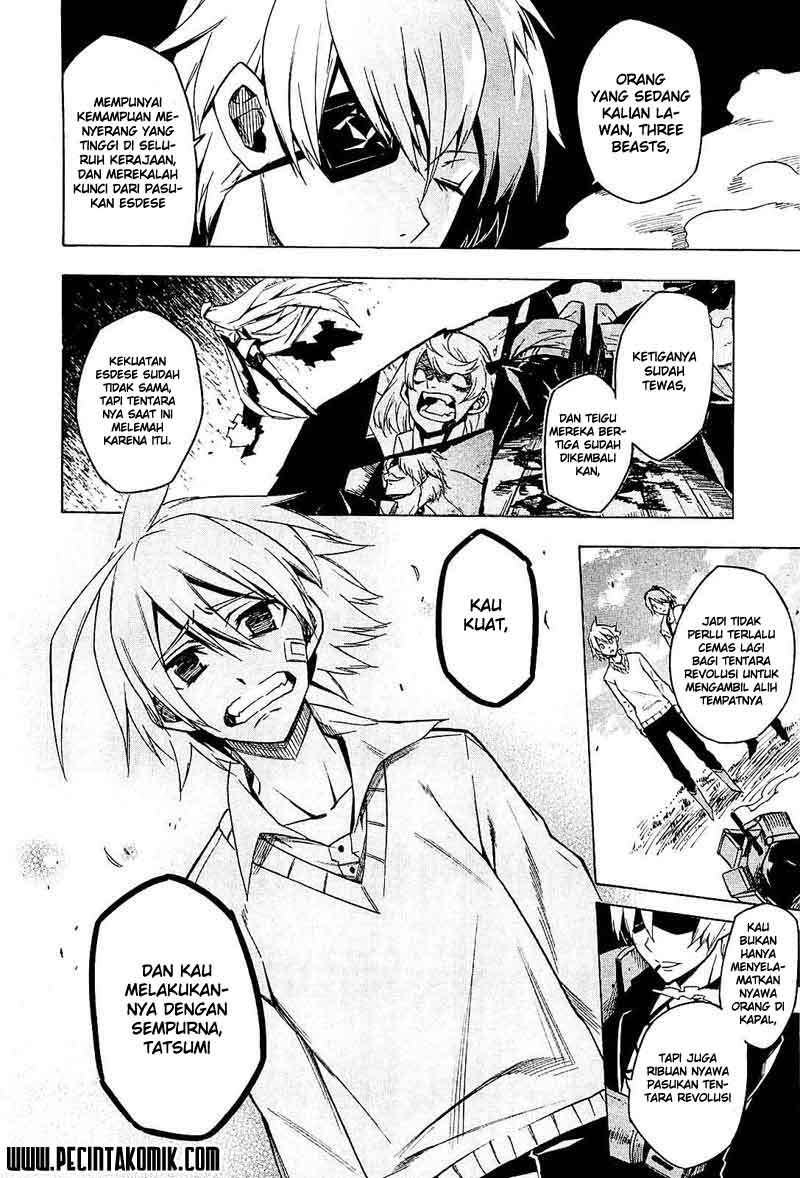 ORANG
YANG SEDANG
KALIAN LA-
WAN, THREE
BEASTS,
MEMPUNYAI
KEMAMPUAN ME-
NYERANG YANG
TINGGI DI SELU-
RUH KERAJAAN,
DAN MEREKALAH
KUNCI DARI PASU-
KAN ESDESE
KETIGANYA
SUDAH
TEWAS,
DAN TEIGU
MEREKA BER-
TIGA SUDAH
DIKEMBALI
KAN,
KEKUATAN
ESDESE SUDAH
TIDAK SAMA,
TAPI TENTARA
NYA SAAT INI
MELEMAH
KARENA ITU.
JADI TIDAK
PERLU TERLALU
CEMAS LAGI
BAGI TENTARA
REVOLUSI UNTUK
MENGAMBIL ALIH
TEMPATNYA
KAU
BUKAN
HANYA
MENYELA-
MATKAN
NYAWA
ORANG DI
KAPAL,
TAPI JUGA
RIBUAN NYAWA
PASUKAN TEN-
TARA REVOLUSI
KAU
KUAT,
DAN KAU
MELAKUKAN-
NYA DENGAN
SEMPURNA,
TATSUMI
WWW.PECINTAKOMIK.COM